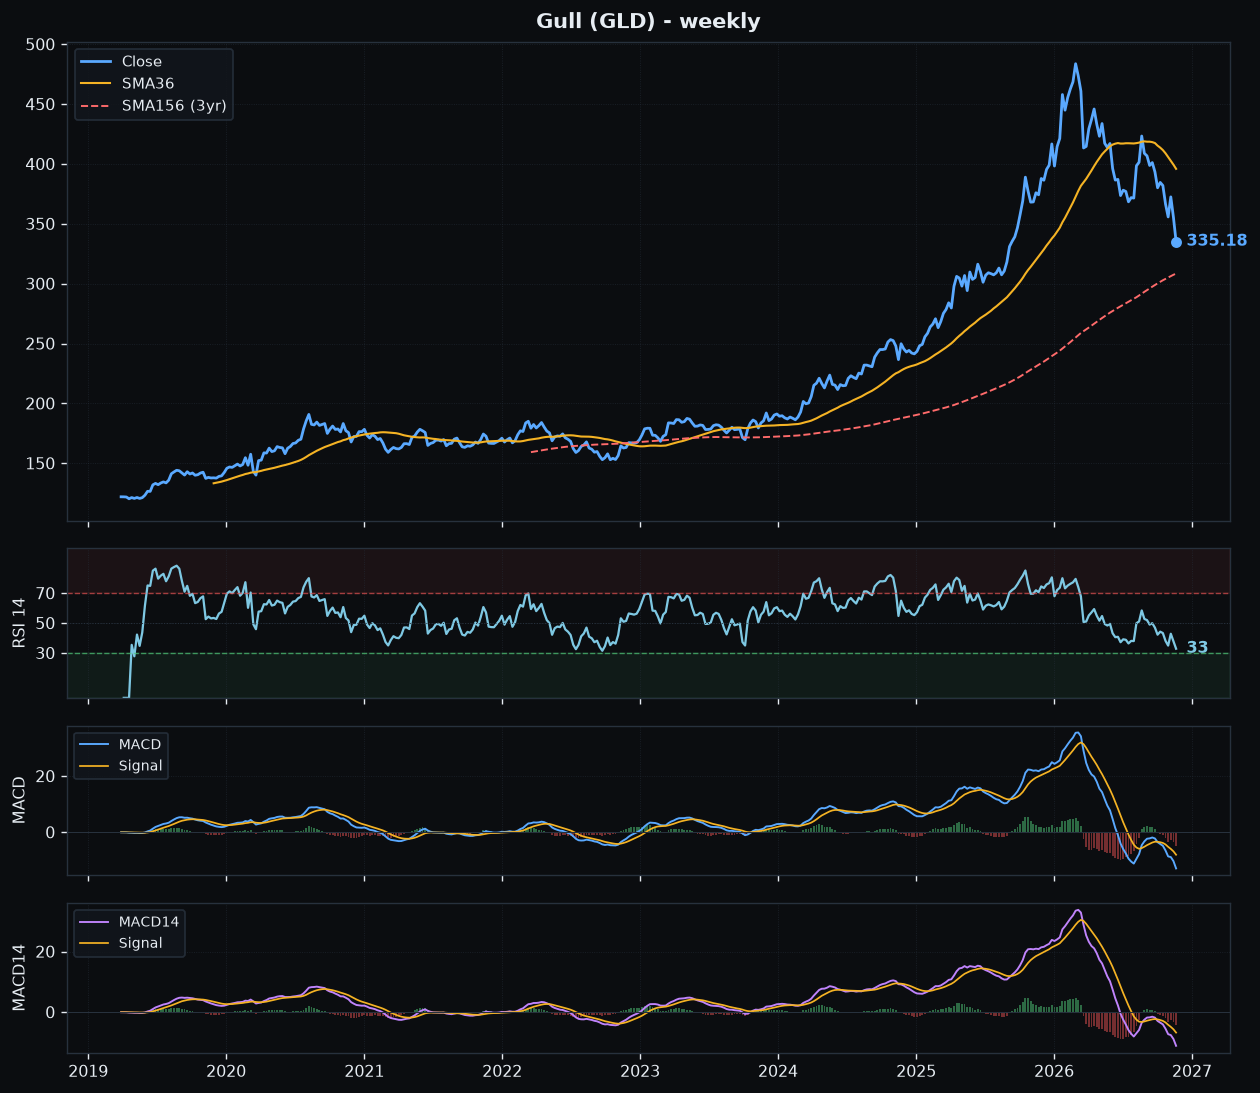 Gull (GLD) - weekly
Close
SMA36
SMA156 (3yr)
500
450
400
350
300
250
200
150
335.18
RSI 14
70
50
30
33
MACD
MACD
Signal
20
0
MACD14
MACD14
Signal
20
0
2019 2020 2021 2022 2023 2024 2025 2026 2027